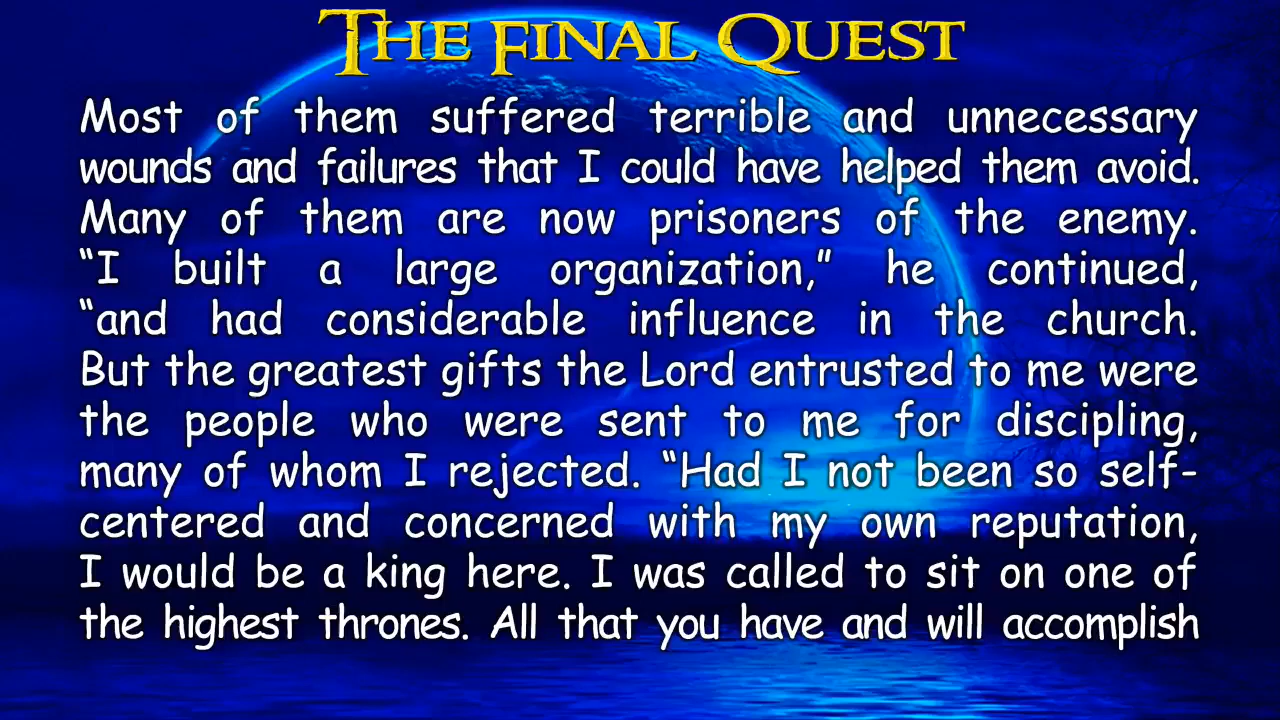 The Final Quest
Most of them suffered terrible and unnecessary
wounds and failures that I could have helped them avoid.
Many of them are now prisoners of the enemy.
“I built a large organization,” he continued,
“and had considerable influence in the church.
But the greatest gifts the Lord entrusted to me were
the people who were sent to me for discipling,
many of whom I rejected. “Had I not been so self-
centered and concerned with my own reputation,
I would be a king here. I was called to sit on one of
the highest thrones. All that you have and will accomplish